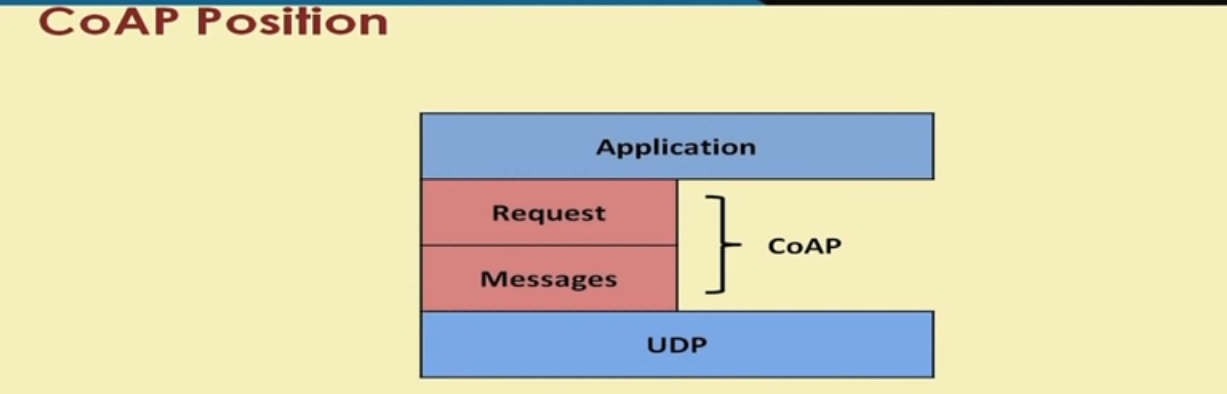 CoAP Position
Application
Request
Messages
CoAP
UDP